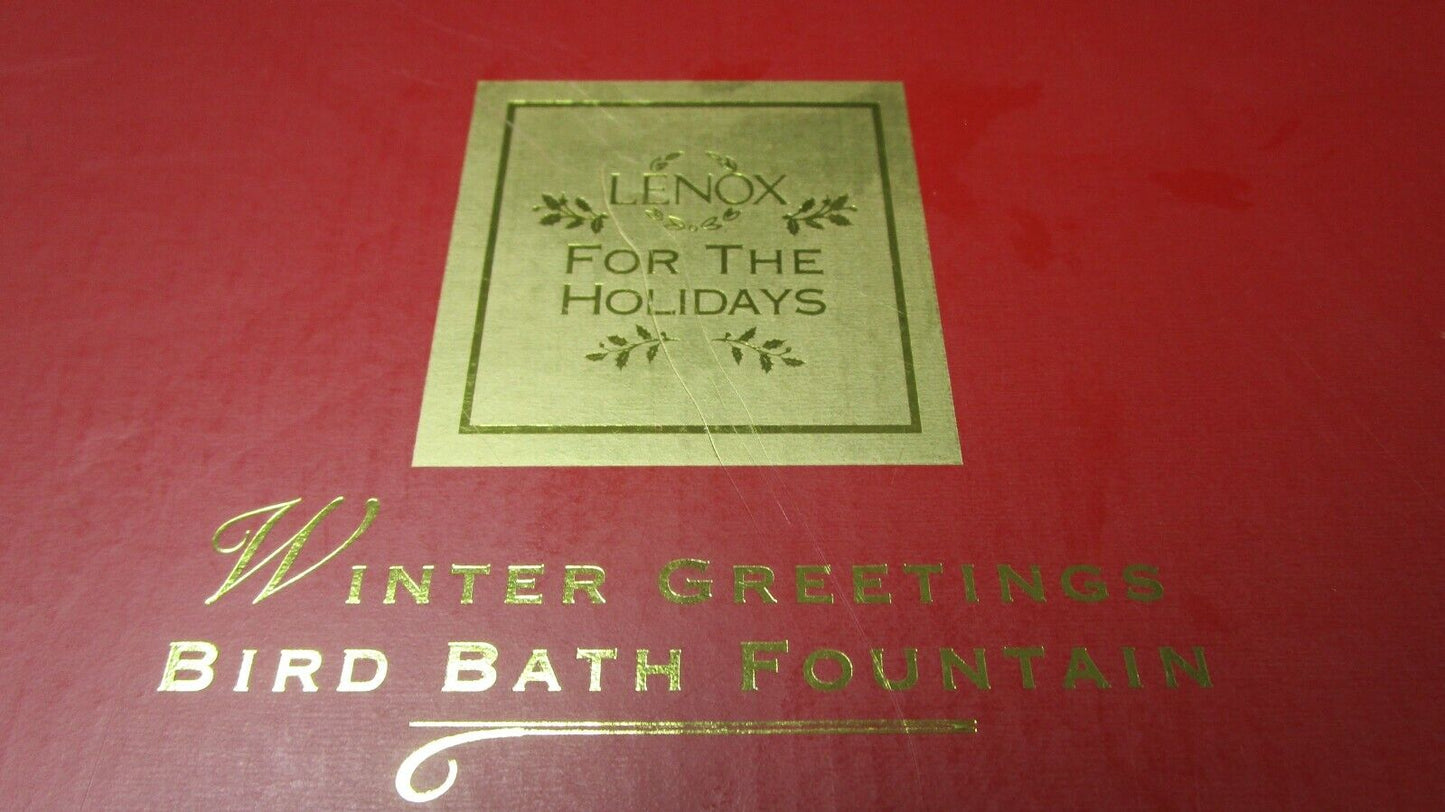 LENOX
FOR THE
HOLIDAYS
WINTER GREETINGS
BIRD BATH FOUNTAIN